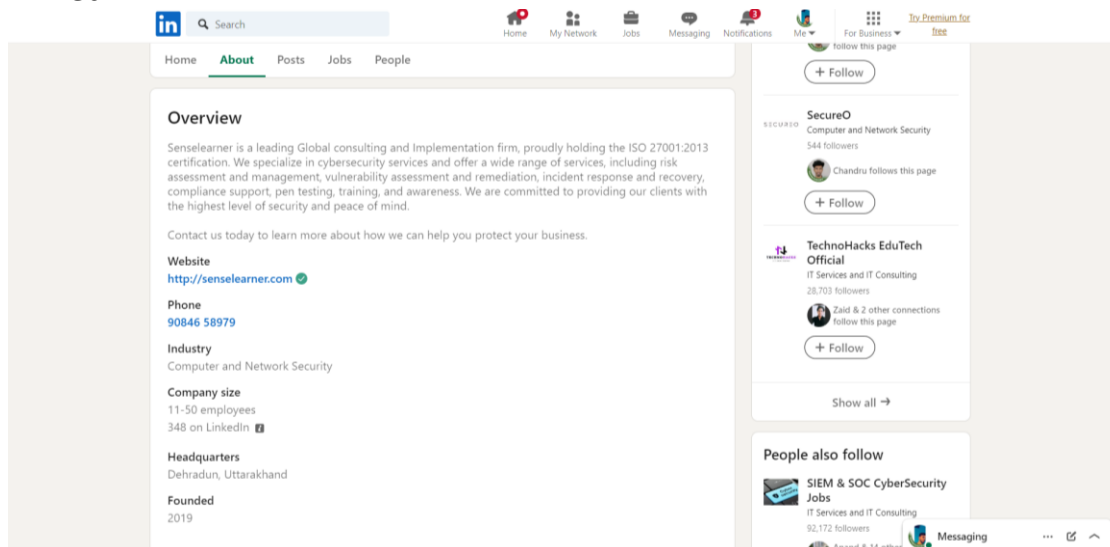 Search
Home
My Network
Jobs
Messaging
3
Notifications
Me
For Business
Try Premium for
free
Home About Posts Jobs People
Overview
Senselearner is a leading Global consulting and Implementation firm, proudly holding the ISO 27001:2013
certification. We specialize in cybersecurity services and offer a wide range of services, including risk
assessment and management, vulnerability assessment and remediation, incident response and recovery,
compliance support, pen testing, training, and awareness. We are committed to providing our clients with
the highest level of security and peace of mind.
Contact us today to learn more about how we can help you protect your business.
Website
http://senselearner.com
Phone
90846 58979
Industry
Computer and Network Security
Company size
11-50 employees
348 on LinkedIn
Headquarters
Dehradun, Uttarakhand
Founded
2019
follow this page
+ Follow
SECUREO
SecureO
Computer and Network Security
544 followers
Chandru follows this page
+ Follow
TechnoHacks EduTech
Official
IT Services and IT Consulting
28,703 followers
Zaid & 2 other connections
follow this page
+ Follow
Show all →
People also follow
SIEM & SOC CyberSecurity
Jobs
IT Services and IT Consulting
92,172 followers
Messaging